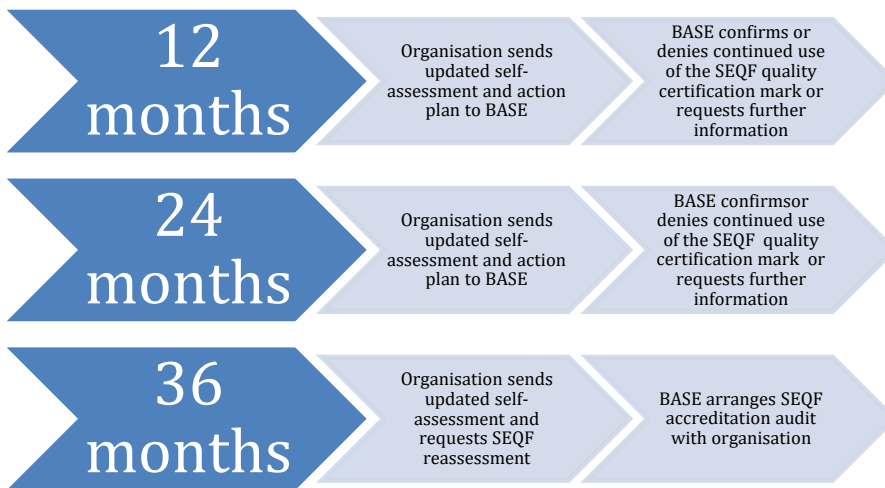 12
months
Organisation sends
updated self-
assessment and action
plan to BASE
BASE confirms or
denies continued use
of the SEQF quality
certification mark or
requests further
information
24
months
Organisation sends
updated self-
assessment and action
plan to BASE
BASE confirmsor
denies continued use
of the SEQF  quality
certification mark  or
requests further
information
36
months
Organisation sends
updated self-
assessment and
requests SEQF
reassessment
BASE arranges SEQF
accreditation audit
with organisation